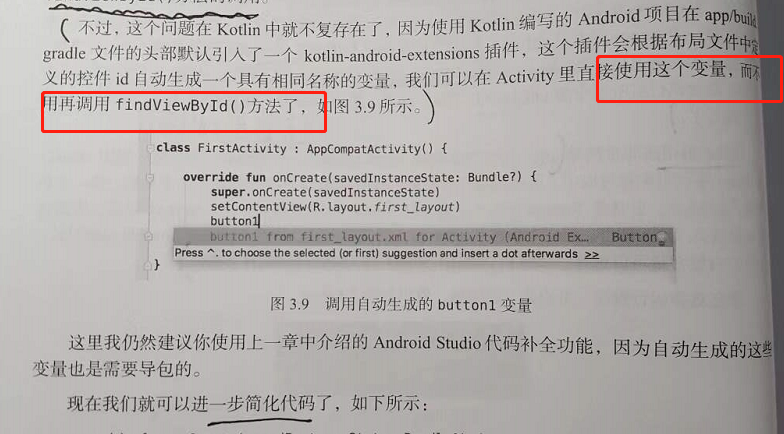 方法的调用。
（不过，这个问题在 Kotlin 中就不复存在了，因为使用 Kotlin 编写的 Android 项目在 app/build.
gradle 文件的头部默认引入了一个 kotlin-android-extensions 插件，这个插件会根据布局文件中定
义的控件 id 自动生成一个具有相同名称的变量，我们可以在 Activity 里直接使用这个变量，而不
用再调用 findViewById()方法了，如图 3.9 所示。）
class FirstActivity : AppCompatActivity() {
override fun onCreate(savedInstanceState: Bundle?) {
super.onCreate(savedInstanceState)
setContentView(R.layout.first_layout)
button1
button1 from first_layout.xml for Activity (Android Ex... Button
Press ^. to choose the selected (or first) suggestion and insert a dot afterwards >>
}
图 3.9 调用自动生成的 button1 变量
这里我仍然建议你使用上一章中介绍的 Android Studio 代码补全功能，因为自动生成的这些
变量也是需要导包的。
现在我们就可以进一步简化代码了，如下所示：